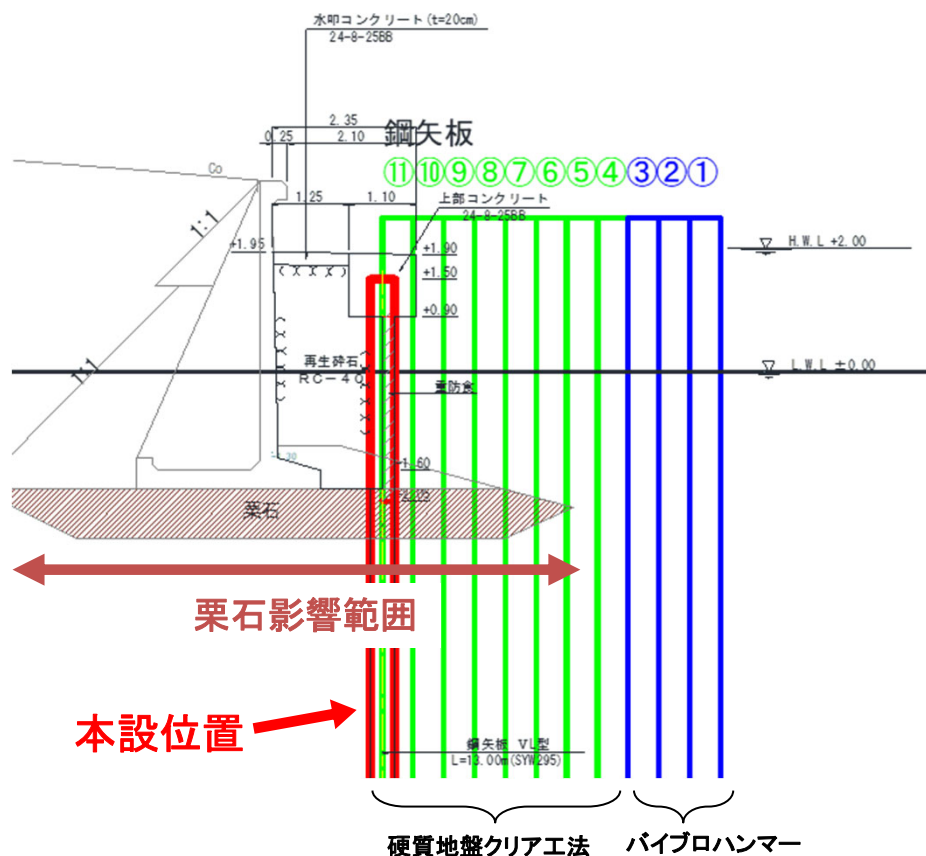 水叩コンクリート(t=20cm)
24-8-25BB
2.35
0.25 2.10
鋼矢板
Co
⑪⑩⑨⑧⑦⑥⑤④③②①
1.25 1.10
上部コンクリート
24-8-25BB
1:1
H.W.L +2.00
+1.95
+1.90
+1.50
+0.90
再生砕石
RC-40
L.W.L ±0.00
1:1
重防食
-1.60
-2.05
栗石
栗石影響範囲
本設位置
鋼矢板 VL型
L=13.00m(SYW295)
硬質地盤クリア工法
バイブロハンマー